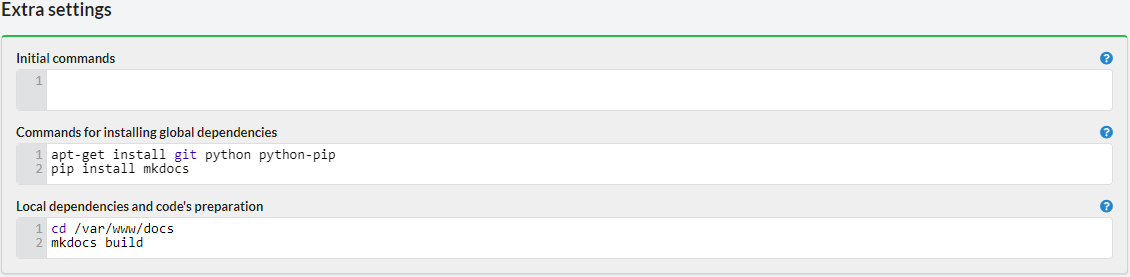 Extra settings
Initial commands
1
Commands for installing global dependencies
1 apt-get install git python python-pip
2 pip install mkdocs
Local dependencies and code's preparation
1 cd /var/www/docs
2 mkdocs build